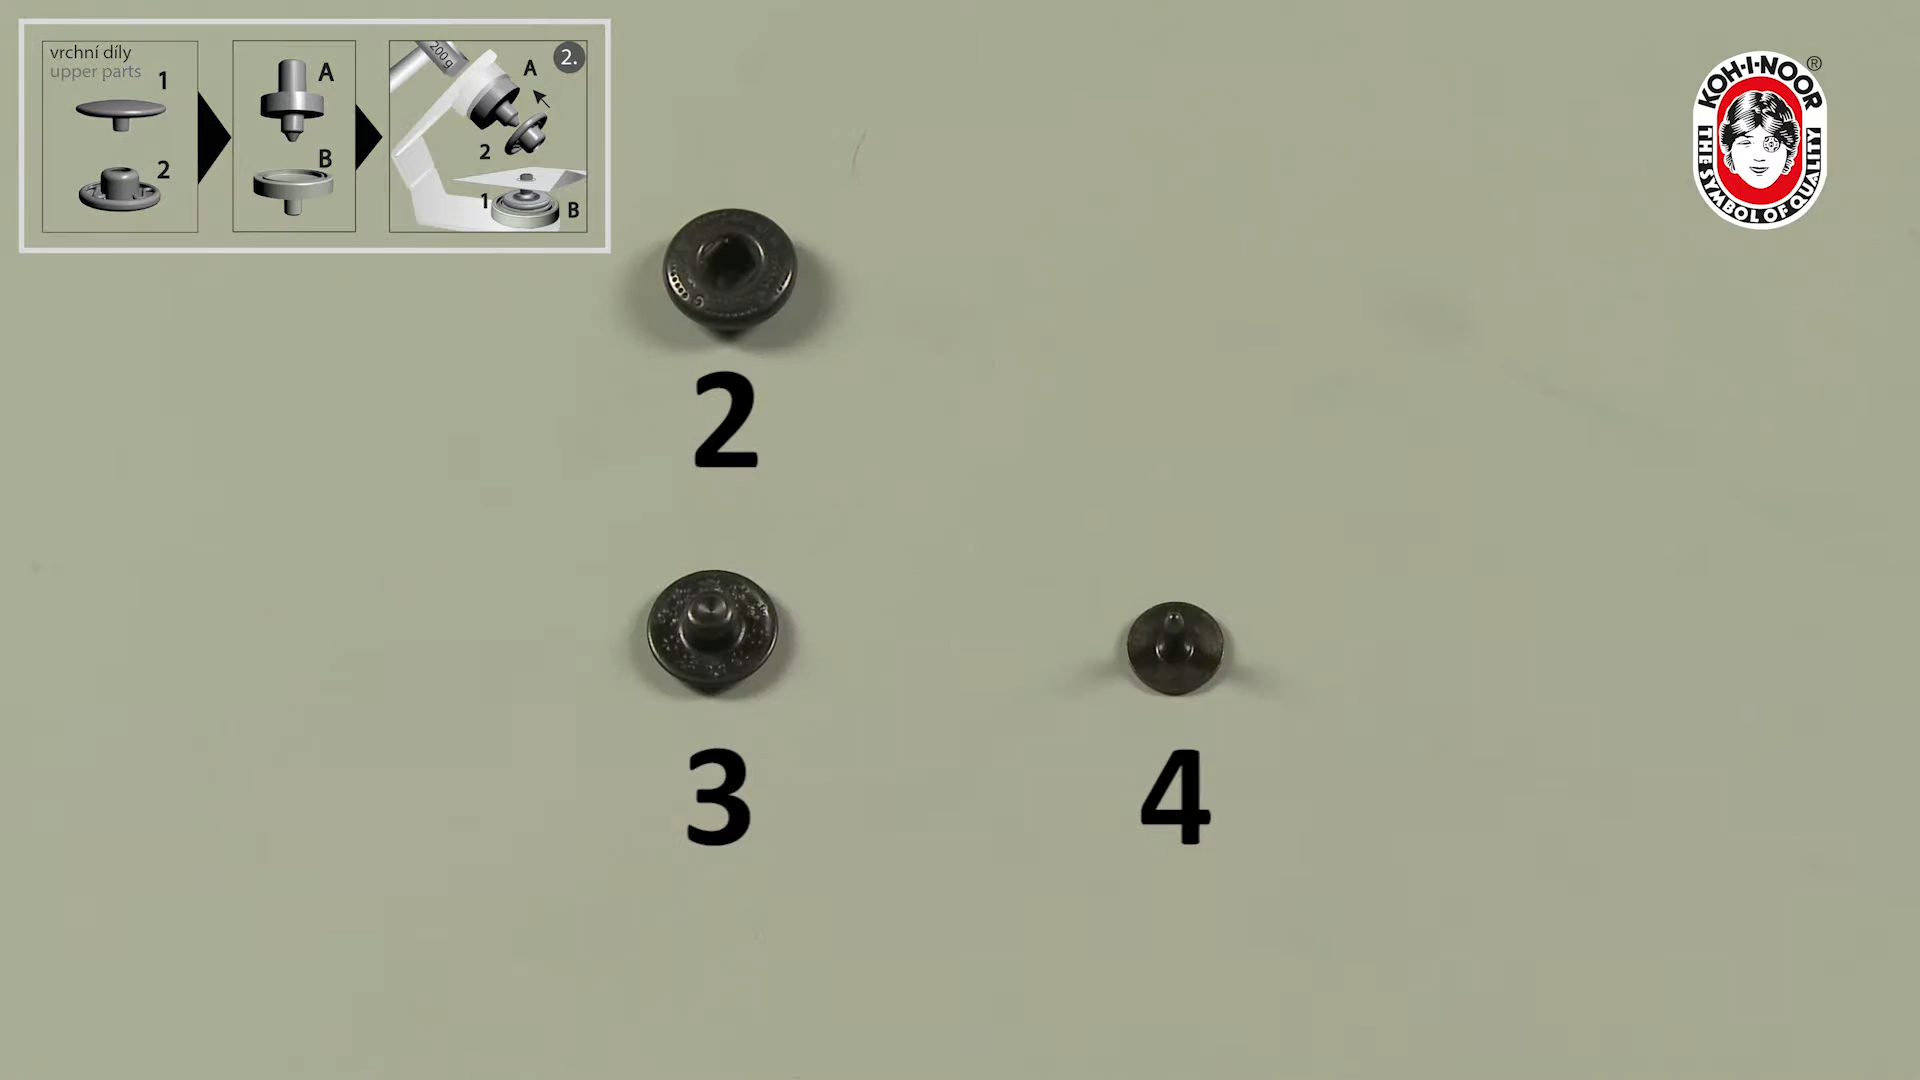 vrchní díly
upper parts
1
2
A
B
200g
2.
A
2
1
B
KOH-I-NOOR®
THE SYMBOL OF QUALITY
2
3
4